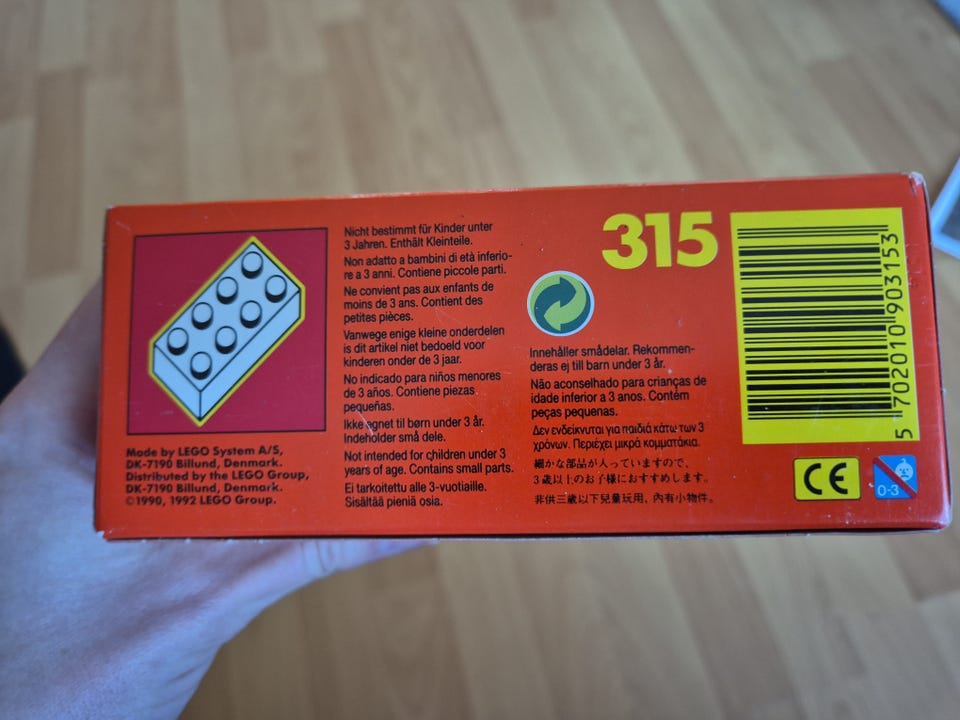 Made by LEGO System A/S,
DK-7190 Billund, Denmark.
Distributed by the LEGO Group,
DK-7190 Billund, Denmark.
©1990, 1992 LEGO Group.
Nicht bestimmt für Kinder unter
3 Jahren. Enthält Kleinteile.
Non adatto a bambini di età inferio-
re a 3 anni. Contiene piccole parti.
Ne convient pas aux enfants de
moins de 3 ans. Contient des
petites pièces.
Vanwege enige kleine onderdelen
is dit artikel niet bedoeld voor
kinderen onder de 3 jaar.
No indicado para niños menores
de 3 años. Contiene piezas
pequeñas.
Ikke egnet til børn under 3 år.
Indeholder små dele.
Not intended for children under 3
years of age. Contains small parts.
Ei tarkoitettu alle 3-vuotiaille.
Sisältää pieniä osia.
315
Innehåller smådelar. Rekommen-
deras ej till barn under 3 år.
Não aconselhado para crianças de
idade inferior a 3 anos. Contém
peças pequenas.
Δεν ενδείκνυται για παιδιά κάτω των 3
χρόνων. Περιέχει μικρά κομματάκια.
細かな部品が入っていますので、
3歳以上のお子様におすすめします。
非供三歲以下兒童玩用, 內有小物件。
5 702010 903153
CE
0-3